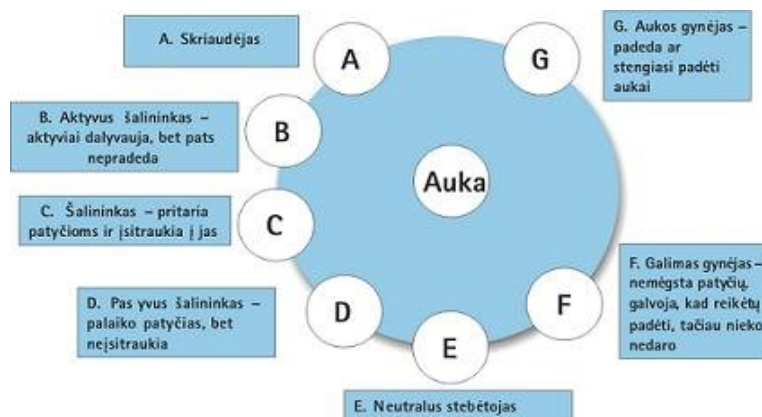 A. Skriaudėjas
A
G
G. Aukos gynėjas –
padeda ar
stengiasi padėti
aukai
B. Aktyvus šalininkas –
aktyviai dalyvauja, bet pats
nepradeda
B
Auka
C. Šalininkas – pritaria
patyčioms ir įsitraukia į jas
C
D. Pas yvus šalininkas –
palaiko patyčias, bet
neįsitraukia
D
E
F
F. Galimas gynėjas –
nemėgsta patyčių,
galvoja, kad reikėtų
padėti, tačiau nieko
nedaro
E. Neutralus stebėtojas